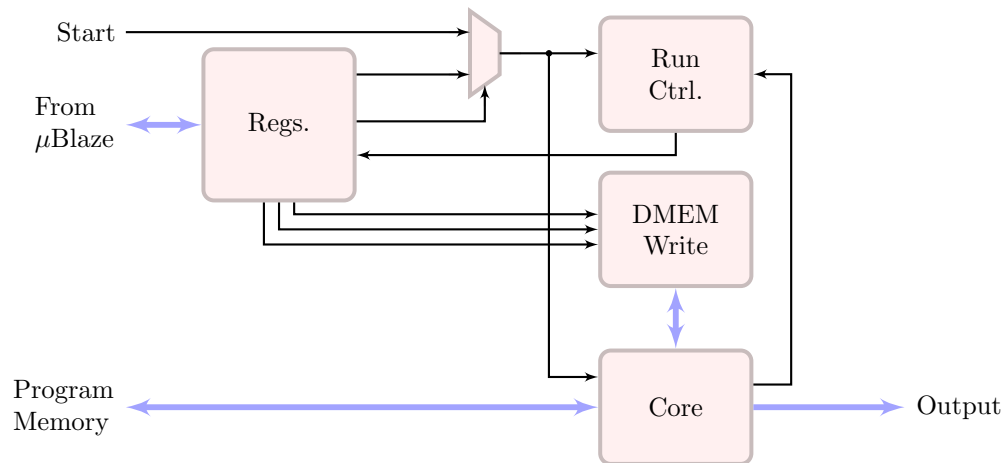 Start
From
μBlaze
Regs.
Run
Ctrl.
DMEM
Write
Program
Memory
Core
Output